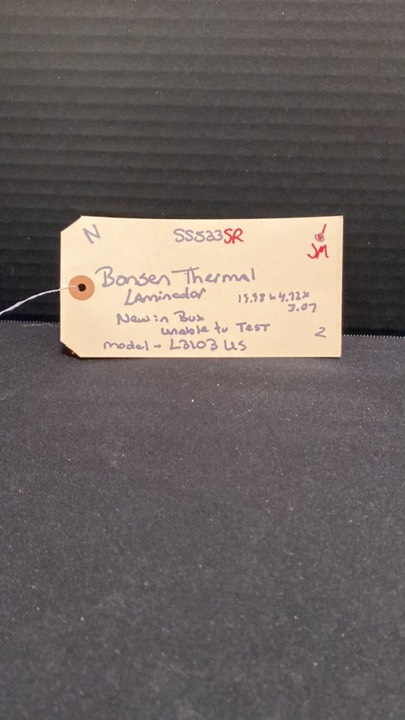 N
SS523SR
JM
Bonsen Thermal
Laminador
13.98 x 4.72 x
3.07
New in Box
unable to TEST
2
model - L3103 US